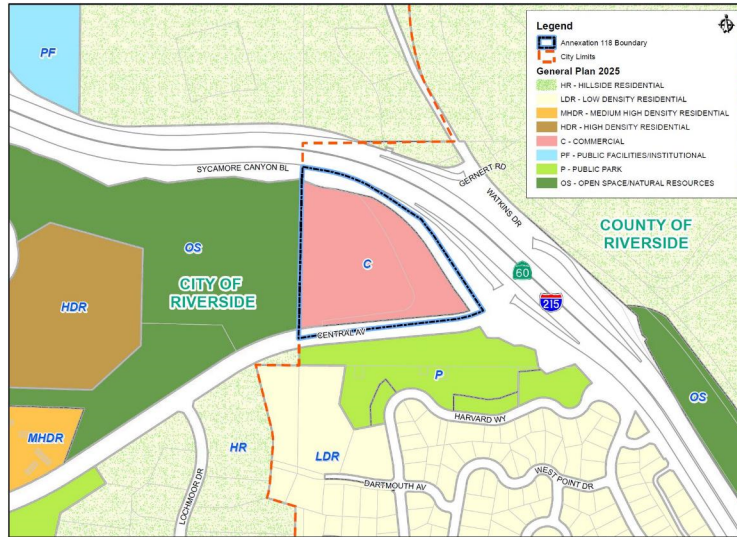 PF
Legend
Annexation 118 Boundary
City Limits
General Plan 2025
HR - HILLSIDE RESIDENTIAL
LDR - LOW DENSITY RESIDENTIAL
MHDR - MEDIUM HIGH DENSITY RESIDENTIAL
HDR - HIGH DENSITY RESIDENTIAL
C - COMMERCIAL
PF - PUBLIC FACILITIES/INSTITUTIONAL
P - PUBLIC PARK
OS - OPEN SPACE/NATURAL RESOURCES
SYCAMORE CANYON BL
GERNERT RD
WATKINS DR
COUNTY OF
RIVERSIDE
OS
CITY OF
RIVERSIDE
C
60
215
HDR
CENTRAL AV
P
OS
HARVARD WY
MHDR
HR
LDR
LOCHMOOR DR
DARTMOUTH AV
WEST POINT DR